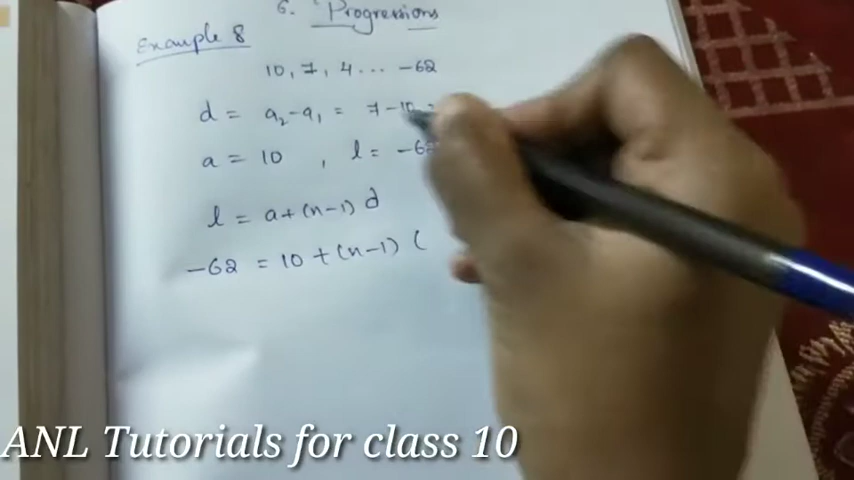 6. Progressions
Example 8
10, 7, 4 ... -62
d = a₂ - a₁ = 7 - 10 =
a = 10 , l = -62
l = a + (n-1) d
-62 = 10 + (n-1) (
ANL Tutorials for class 10